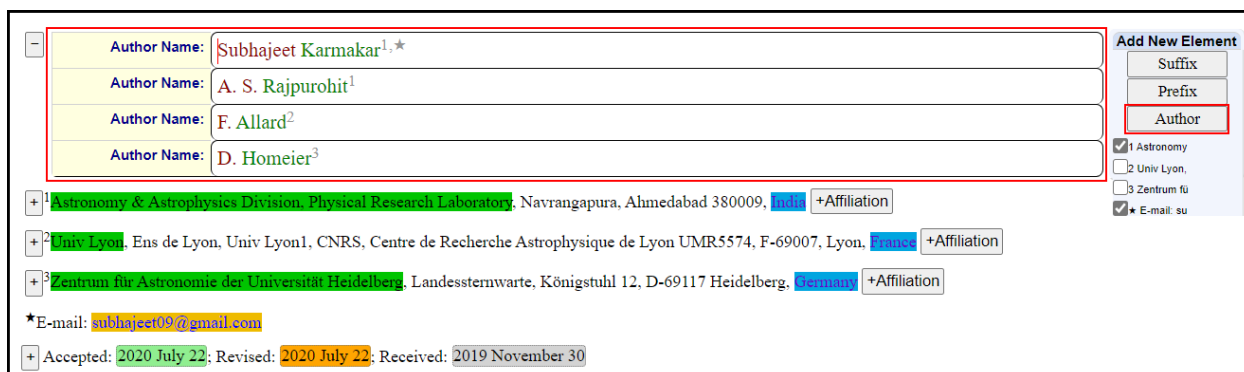 − Author Name: Subhajeet Karmakar1,★
Author Name: A. S. Rajpurohit1
Author Name: F. Allard2
Author Name: D. Homeier3
Add New Element
Suffix
Prefix
Author
1 Astronomy
2 Univ Lyon,
3 Zentrum fü
★ E-mail: su
+ 1Astronomy & Astrophysics Division, Physical Research Laboratory, Navrangapura, Ahmedabad 380009, India +Affiliation
+ 2Univ Lyon, Ens de Lyon, Univ Lyon1, CNRS, Centre de Recherche Astrophysique de Lyon UMR5574, F-69007, Lyon, France +Affiliation
+ 3Zentrum für Astronomie der Universität Heidelberg, Landessternwarte, Königstuhl 12, D-69117 Heidelberg, Germany +Affiliation
★E-mail: subhajeet09@gmail.com
+ Accepted: 2020 July 22; Revised: 2020 July 22; Received: 2019 November 30